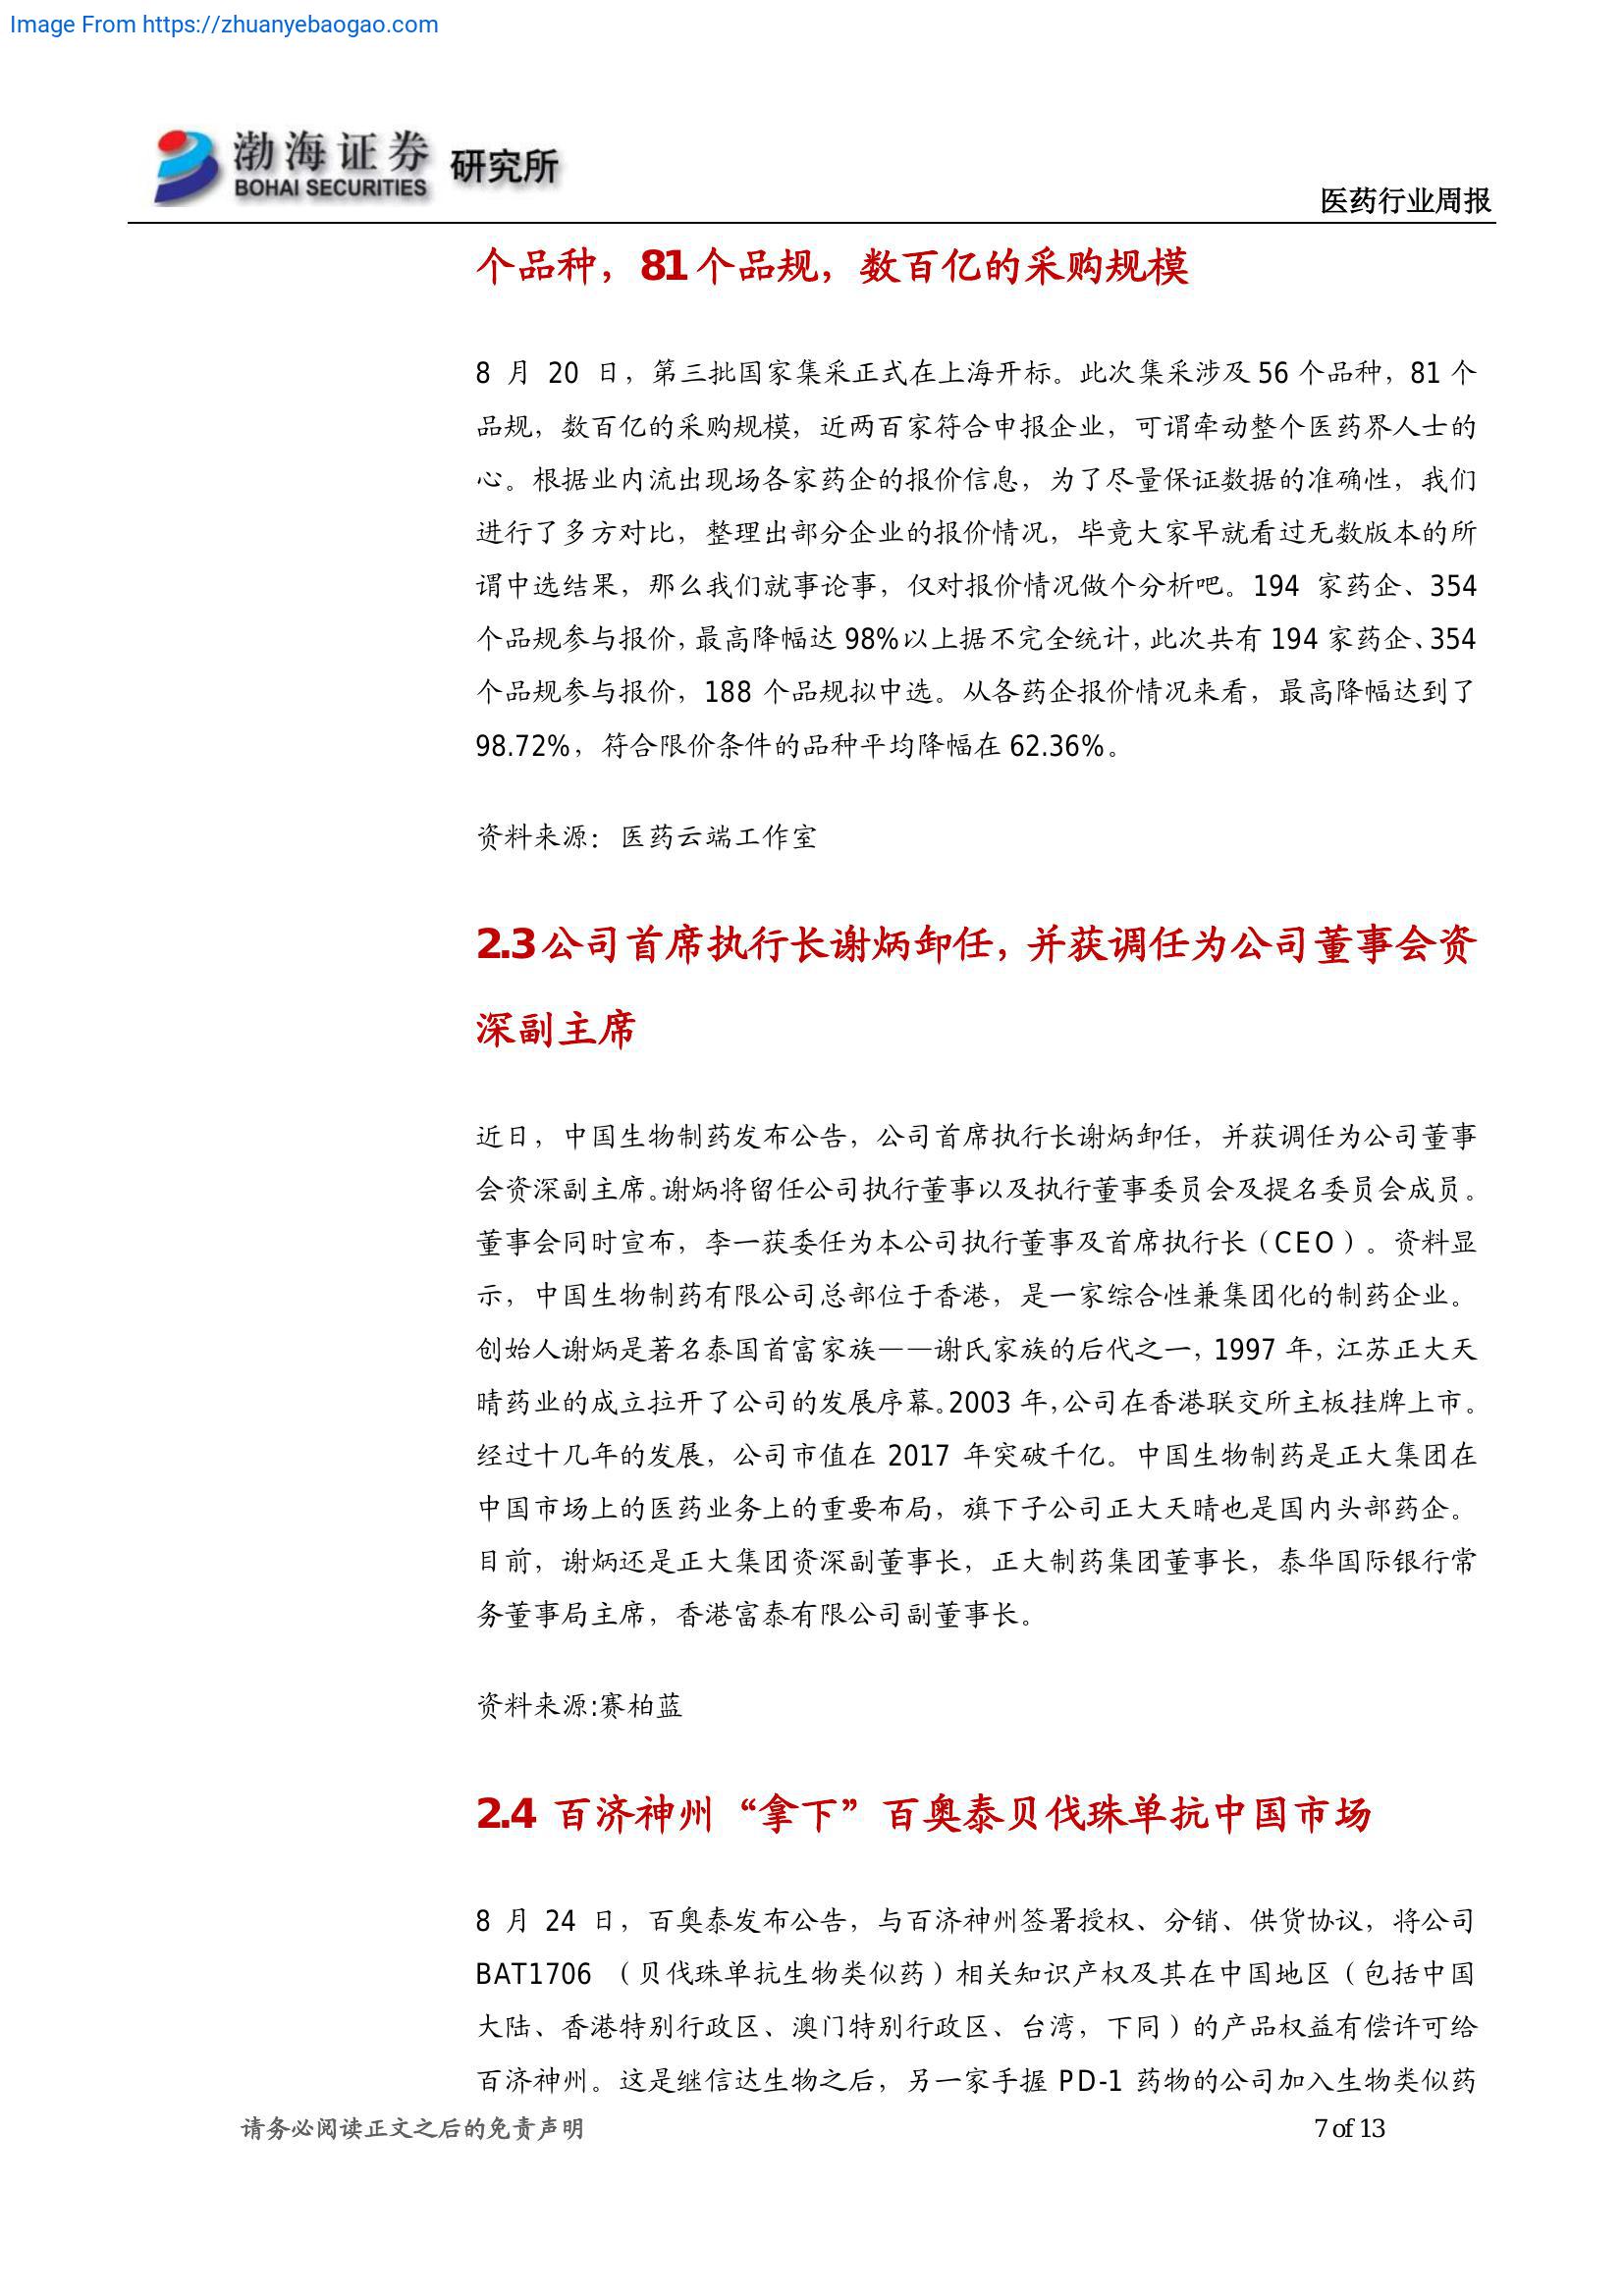 Image From https://zhuanyebaogao.com
渤海证券 研究所
BOHAI SECURITIES
医药行业周报
个品种，81个品规，数百亿的采购规模
8 月 20 日，第三批国家集采正式在上海开标。此次集采涉及 56 个品种，81 个
品规，数百亿的采购规模，近两百家符合申报企业，可谓牵动整个医药界人士的
心。根据业内流出现场各家药企的报价信息，为了尽量保证数据的准确性，我们
进行了多方对比，整理出部分企业的报价情况，毕竟大家早就看过无数版本的所
谓中选结果，那么我们就事论事，仅对报价情况做个分析吧。194 家药企、354
个品规参与报价，最高降幅达 98%以上据不完全统计，此次共有 194 家药企、354
个品规参与报价，188 个品规拟中选。从各药企报价情况来看，最高降幅达到了
98.72%，符合限价条件的品种平均降幅在 62.36%。
资料来源：医药云端工作室
2.3公司首席执行长谢炳卸任，并获调任为公司董事会资
深副主席
近日，中国生物制药发布公告，公司首席执行长谢炳卸任，并获调任为公司董事
会资深副主席。谢炳将留任公司执行董事以及执行董事委员会及提名委员会成员。
董事会同时宣布，李一获委任为本公司执行董事及首席执行长（CEO）。资料显
示，中国生物制药有限公司总部位于香港，是一家综合性兼集团化的制药企业。
创始人谢炳是著名泰国首富家族——谢氏家族的后代之一，1997 年，江苏正大天
晴药业的成立拉开了公司的发展序幕。2003 年，公司在香港联交所主板挂牌上市。
经过十几年的发展，公司市值在 2017 年突破千亿。中国生物制药是正大集团在
中国市场上的医药业务上的重要布局，旗下子公司正大天晴也是国内头部药企。
目前，谢炳还是正大集团资深副董事长，正大制药集团董事长，泰华国际银行常
务董事局主席，香港富泰有限公司副董事长。
资料来源:赛柏蓝
2.4 百济神州“拿下”百奥泰贝伐珠单抗中国市场
8 月 24 日，百奥泰发布公告，与百济神州签署授权、分销、供货协议，将公司
BAT1706 （贝伐珠单抗生物类似药）相关知识产权及其在中国地区（包括中国
大陆、香港特别行政区、澳门特别行政区、台湾，下同）的产品权益有偿许可给
百济神州。这是继信达生物之后，另一家手握 PD-1 药物的公司加入生物类似药
请务必阅读正文之后的免责声明
7 of 13